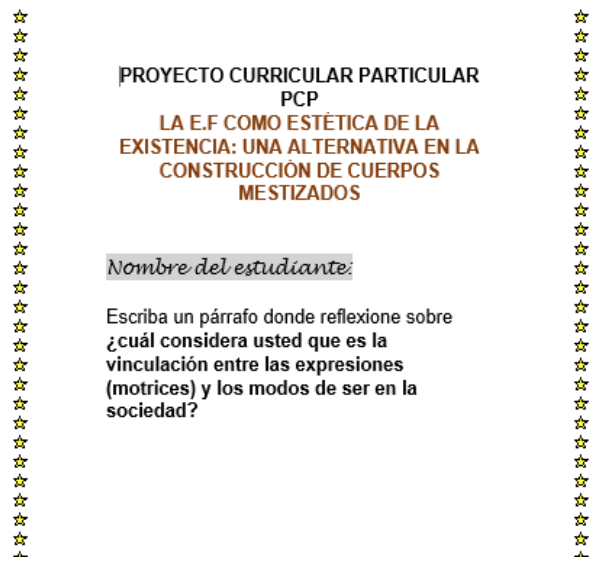 PROYECTO CURRICULAR PARTICULAR
PCP
LA E.F COMO ESTÉTICA DE LA
EXISTENCIA: UNA ALTERNATIVA EN LA
CONSTRUCCIÓN DE CUERPOS
MESTIZADOS
Nombre del estudiante:
Escriba un párrafo donde reflexione sobre
¿cuál considera usted que es la
vinculación entre las expresiones
(motrices) y los modos de ser en la
sociedad?